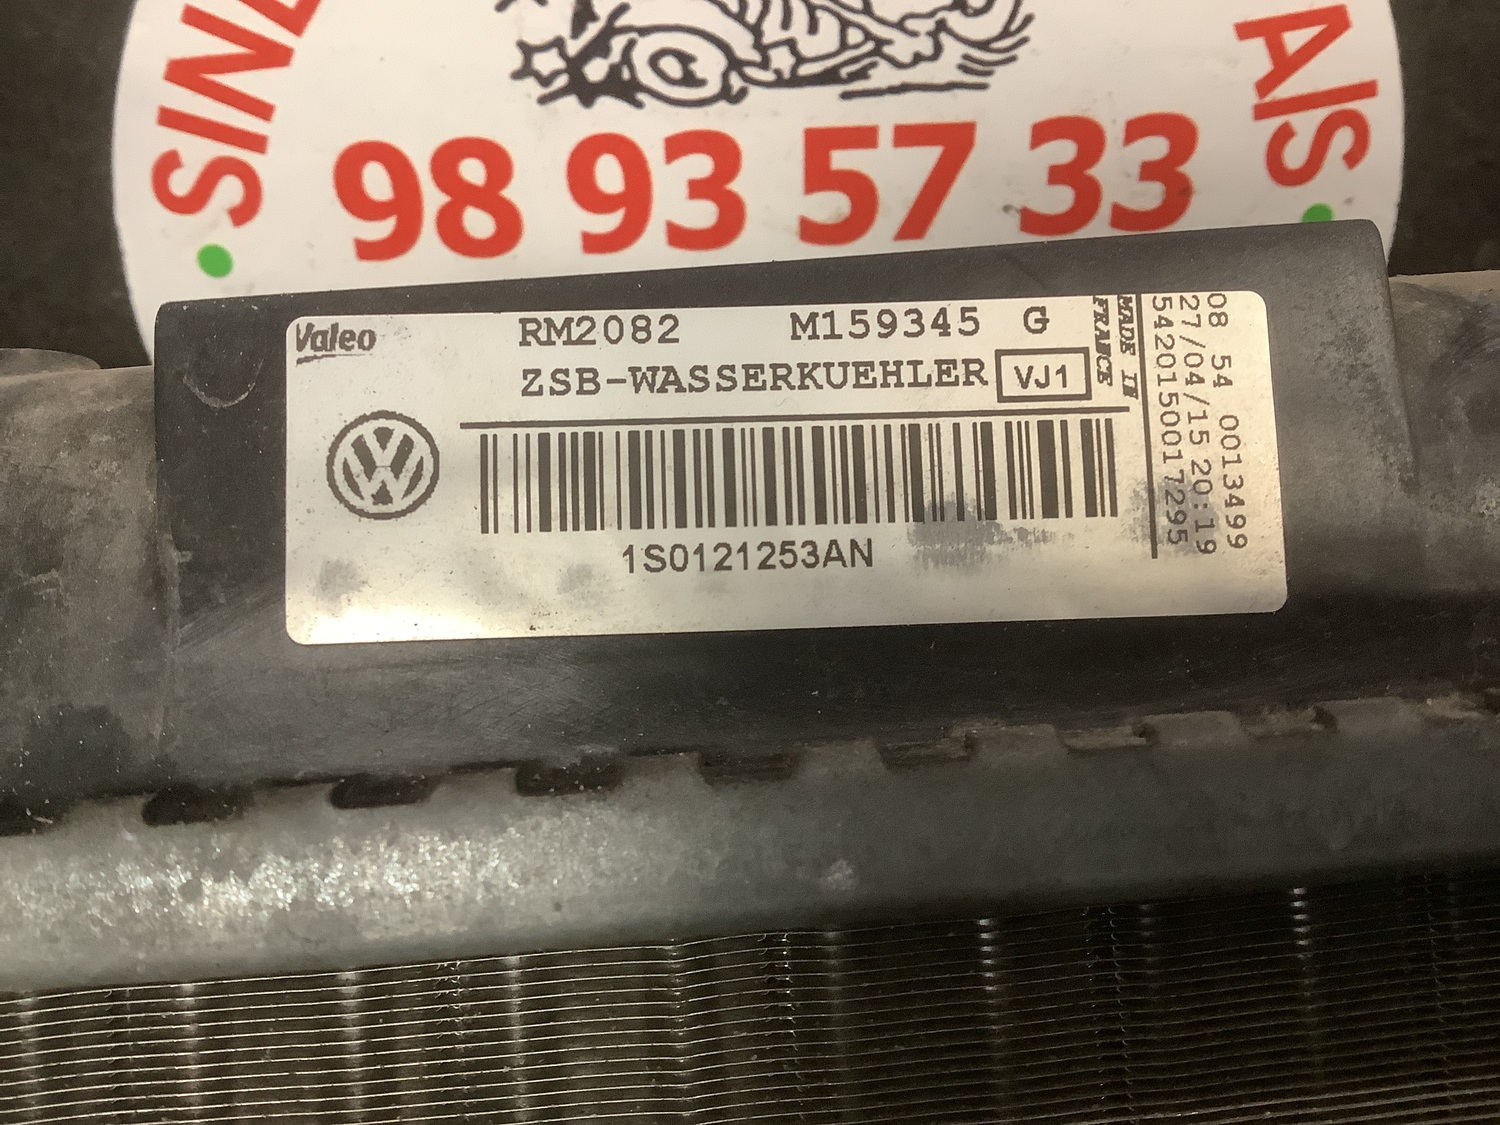 SINE
A/S
98 93 57 33
Valeo
RM2082 M159345 G
ZSB-WASSERKUEHLER VJ1
MADE IN
FRANCE
1S0121253AN
08 54 0013499
27/04/15 20:19
5420150017295